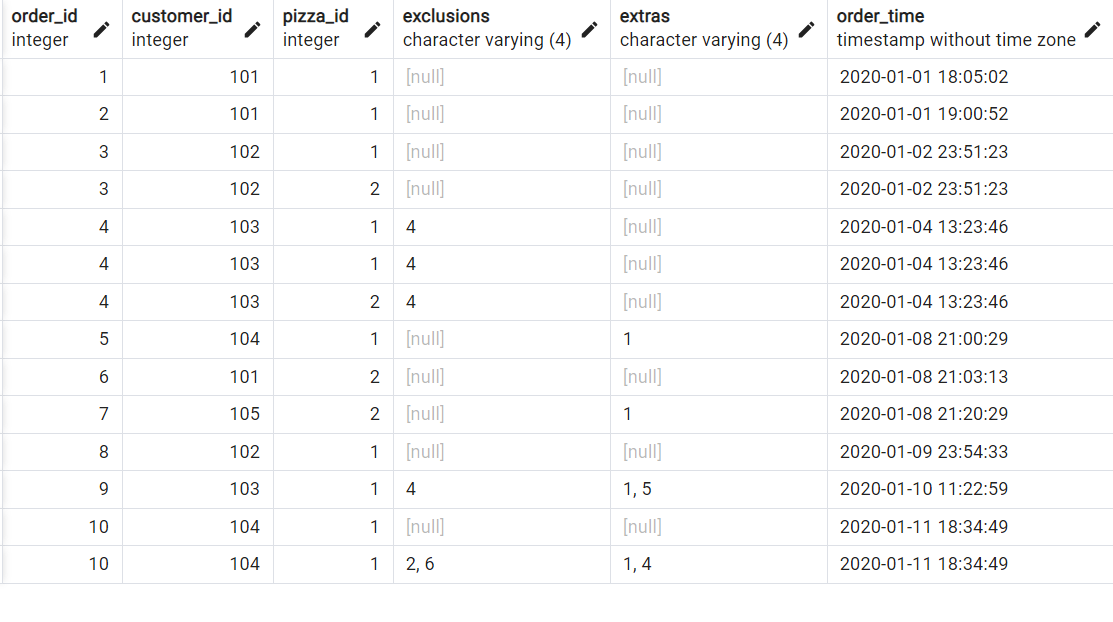 order_id customer_id pizza_id exclusions extras order_time
integer integer integer character varying (4) character varying (4) timestamp without time zone
1 101 1 [null] [null] 2020-01-01 18:05:02
2 101 1 [null] [null] 2020-01-01 19:00:52
3 102 1 [null] [null] 2020-01-02 23:51:23
3 102 2 [null] [null] 2020-01-02 23:51:23
4 103 1 4 [null] 2020-01-04 13:23:46
4 103 1 4 [null] 2020-01-04 13:23:46
4 103 2 4 [null] 2020-01-04 13:23:46
5 104 1 [null] 1 2020-01-08 21:00:29
6 101 2 [null] [null] 2020-01-08 21:03:13
7 105 2 [null] 1 2020-01-08 21:20:29
8 102 1 [null] [null] 2020-01-09 23:54:33
9 103 1 4 1, 5 2020-01-10 11:22:59
10 104 1 [null] [null] 2020-01-11 18:34:49
10 104 1 2, 6 1, 4 2020-01-11 18:34:49